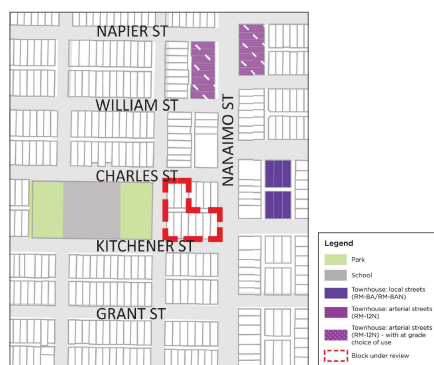 NAPIER ST
WILLIAM ST
NANAIMO ST
CHARLES ST
KITCHENER ST
GRANT ST
Legend
Park
School
Townhouse: local streets
(RM-8A/RM-8AN)
Townhouse: arterial streets
(RM-12N)
Townhouse: arterial streets
(RM-12N) - with at grade
choice of use
Block under review